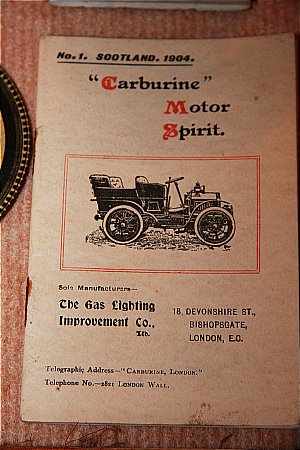 No. 1. SCOTLAND. 1904.
"Carburine"
Motor
Spirit.
Sole Manufacturers—
The Gas Lighting
Improvement Co.,
Ltd.
18, DEVONSHIRE ST.,
BISHOPSGATE,
LONDON, E.C.
Telegraphic Address—"CARBURINE, LONDON."
Telephone No.—2821 LONDON WALL.